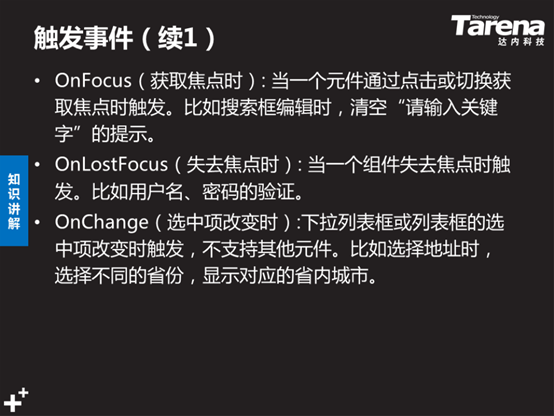 触发事件（续1）
Technology
Tarena
达内科技
• OnFocus（获取焦点时）: 当一个元件通过点击或切换获
取焦点时触发。比如搜索框编辑时，清空“请输入关键
字”的提示。
• OnLostFocus（失去焦点时）: 当一个组件失去焦点时触
发。比如用户名、密码的验证。
• OnChange（选中项改变时）:下拉列表框或列表框的选
中项改变时触发，不支持其他元件。比如选择地址时，
选择不同的省份，显示对应的省内城市。
知识讲解